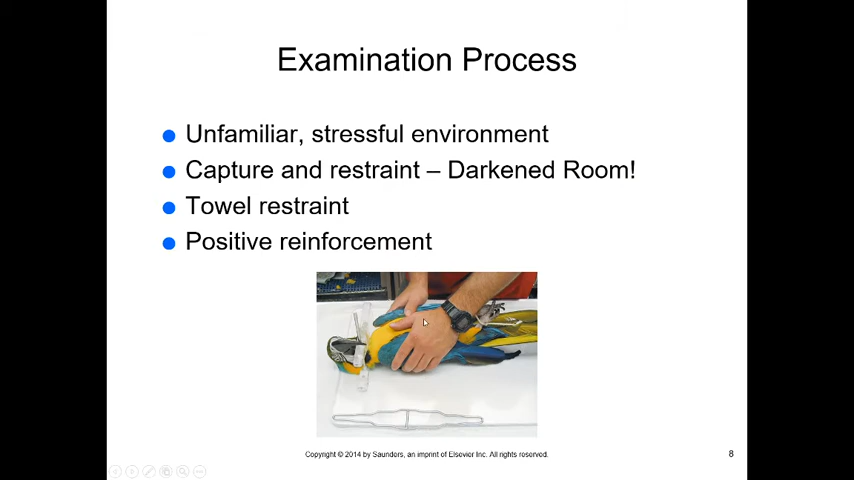 Examination Process
Unfamiliar, stressful environment
Capture and restraint – Darkened Room!
Towel restraint
Positive reinforcement
Copyright © 2014 by Saunders, an imprint of Elsevier Inc. All rights reserved.
8